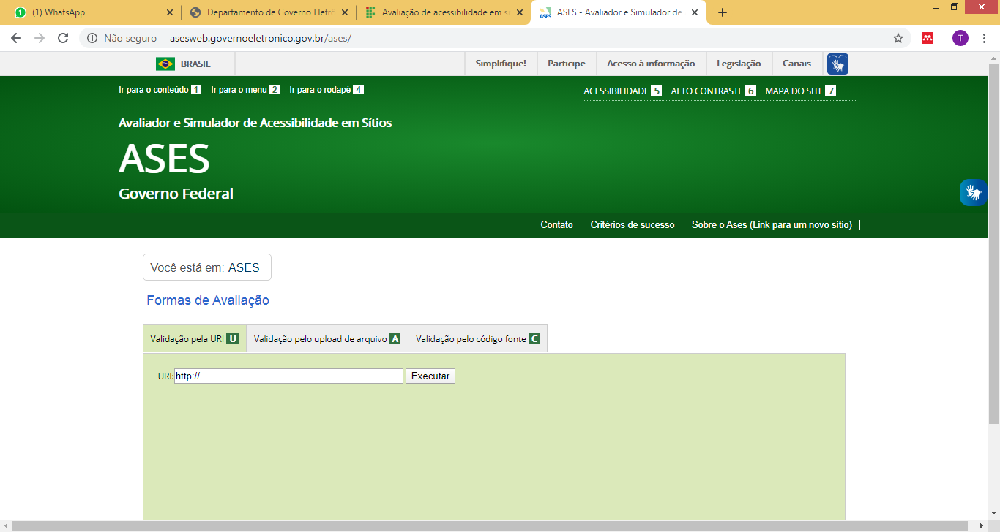 (1) WhatsApp
Departamento de Governo Eletró
Avaliação de acessibilidade em si
ASES - Avaliador e Simulador de
Não seguro
asesweb.governoeletronico.gov.br/ases/
T
BRASIL
Simplifique!
Participe
Acesso à informação
Legislação
Canais
Ir para o conteúdo 1 Ir para o menu 2 Ir para o rodapé 4
ACESSIBILIDADE 5 ALTO CONTRASTE 6 MAPA DO SITE 7
Avaliador e Simulador de Acessibilidade em Sítios
ASES
Governo Federal
Contato
Critérios de sucesso
Sobre o Ases (Link para um novo sítio)
Você está em: ASES
Formas de Avaliação
Validação pela URI U
Validação pelo upload de arquivo A
Validação pelo código fonte C
URI: http:// Executar